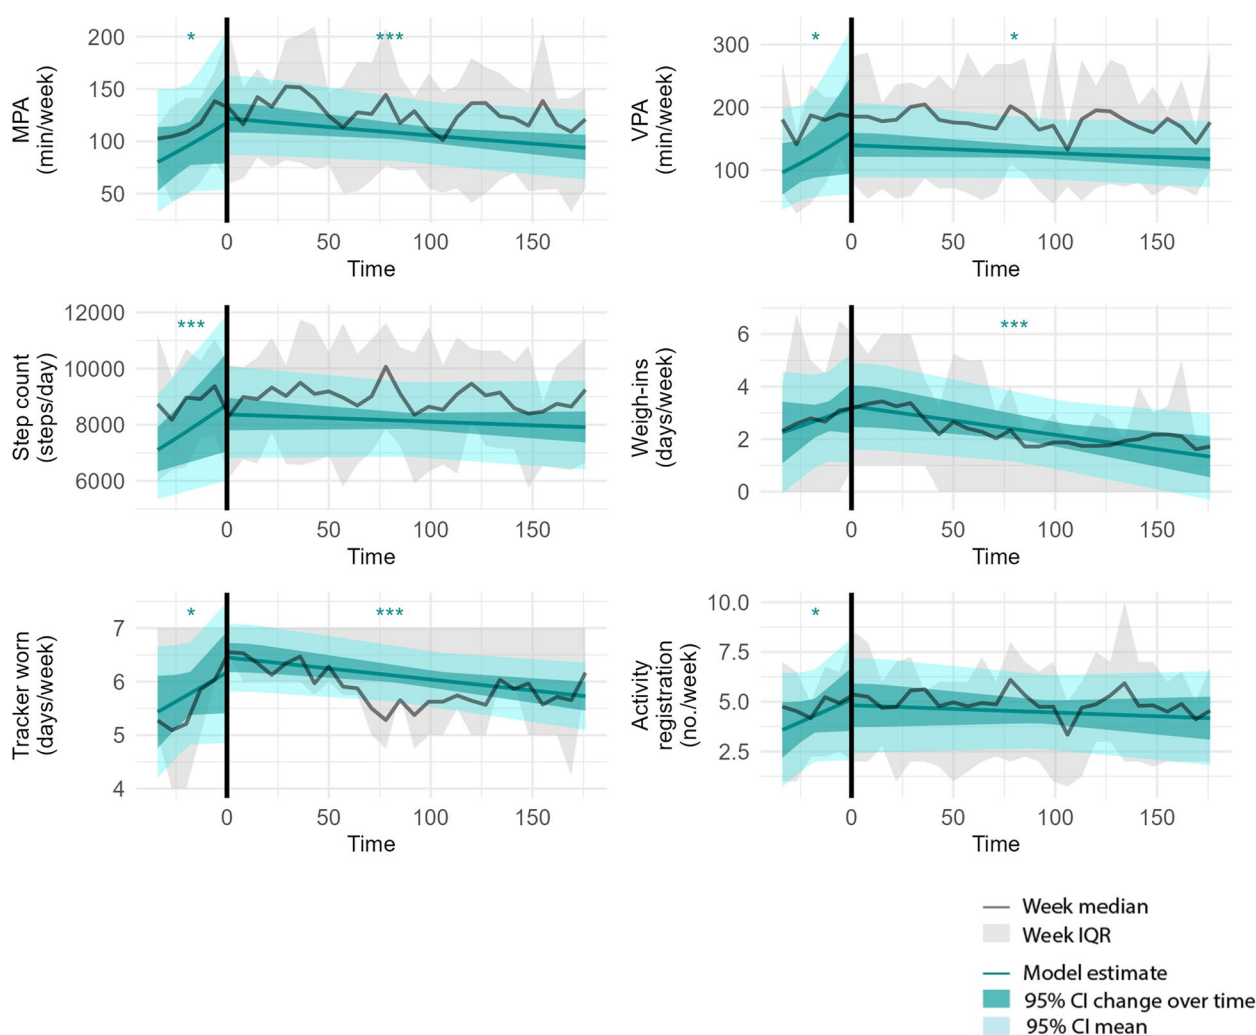 MPA
(min/week)
200
150
100
50
*
***
0
50
100
150
Time
VPA
(min/week)
300
200
100
*
*
0
50
100
150
Time
Step count
(steps/day)
12000
10000
8000
6000
***
0
50
100
150
Time
Weigh-ins
(days/week)
6
4
2
0
***
0
50
100
150
Time
Tracker worn
(days/week)
7
6
5
4
*
***
0
50
100
150
Time
Activity
registration
(no./week)
10.0
7.5
5.0
2.5
*
0
50
100
150
Time
Week median
Week IQR
Model estimate
95% CI change over time
95% CI mean